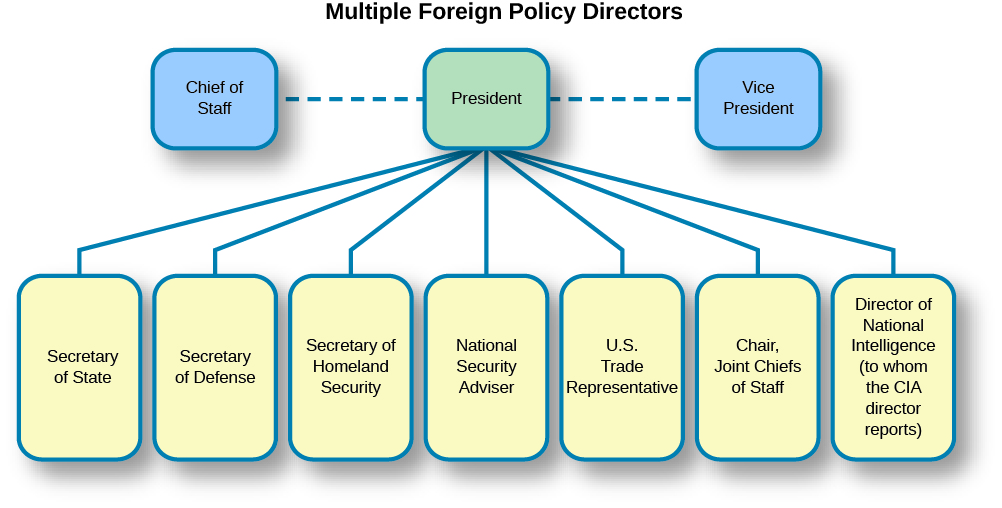 Multiple Foreign Policy Directors
Chief of
Staff
President
Vice
President
Secretary
of State
Secretary
of Defense
Secretary of
Homeland
Security
National
Security
Adviser
U.S.
Trade
Representative
Chair,
Joint Chiefs
of Staff
Director of
National
Intelligence
(to whom
the CIA
director
reports)